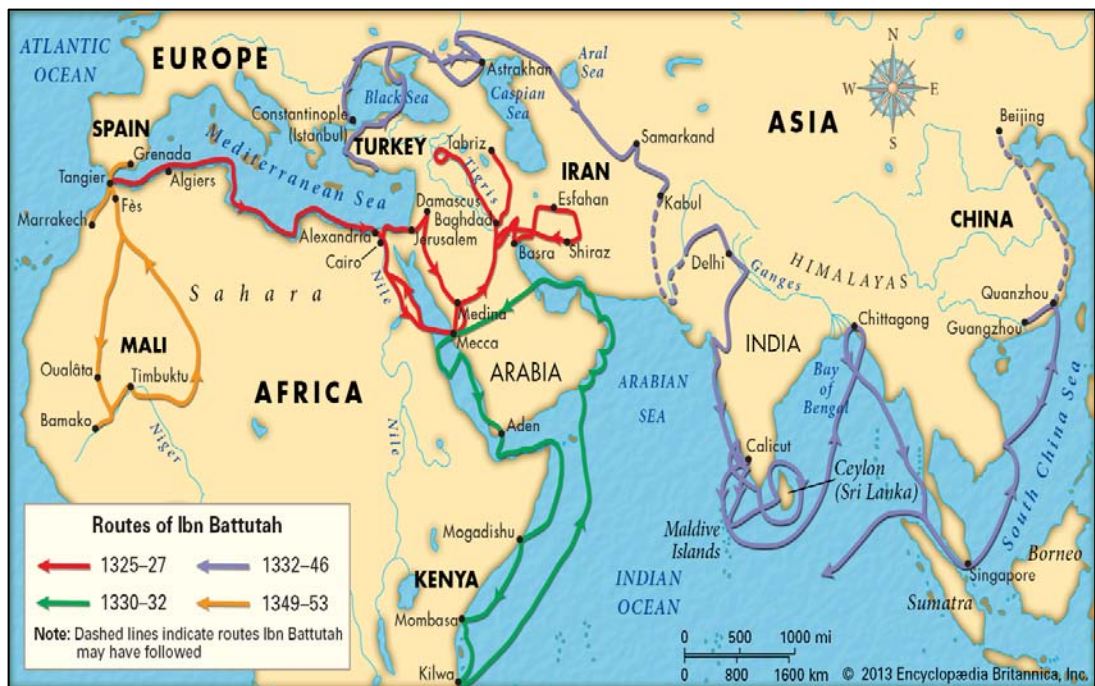 ATLANTIC
OCEAN
EUROPE
Aral
Sea
Astrakhan
Black Sea
Caspian
Sea
Constantinople
(Istanbul)
N
W
E
S
ASIA
Beijing
SPAIN
Grenada
Tangier
Algiers
Mediterranean Sea
TURKEY
Tabriz
Tigris
IRAN
Samarkand
Kabul
CHINA
Marrakech
Fès
Damascus
Baghdad
Esfahan
Alexandria
Jerusalem
Cairo
Basra
Shiraz
Delhi
Ganges
HIMALAYAS
Quanzhou
Guangzhou
Sahara
Nile
Medina
Mecca
Chittagong
MALI
Oualâta
Timbuktu
Bamako
Niger
AFRICA
ARABIA
ARABIAN
SEA
INDIA
Bay
of
Bengal
South China Sea
Nile
Aden
Calicut
Ceylon
(Sri Lanka)
Maldive
Islands
Mogadishu
KENYA
Mombasa
Kilwa
INDIAN
OCEAN
Singapore
Borneo
Sumatra
Routes of Ibn Battutah
1325–27
1332–46
1330–32
1349–53
Note: Dashed lines indicate routes Ibn Battutah
may have followed
0 500 1000 mi
0 800 1600 km
© 2013 Encyclopædia Britannica, Inc.